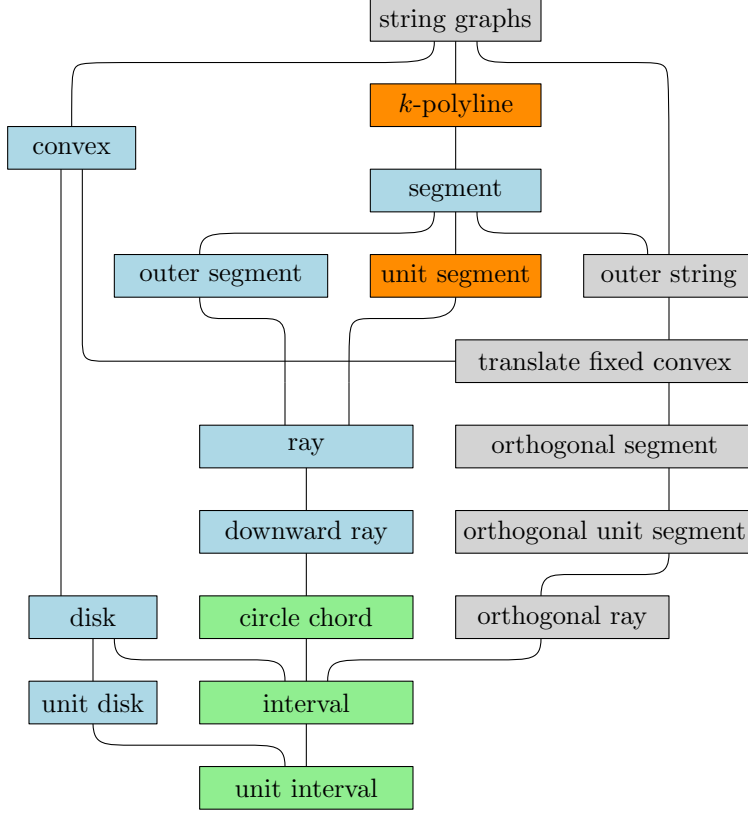 string graphs
k-polyline
convex
segment
outer segment
unit segment
outer string
translate fixed convex
ray
orthogonal segment
downward ray
orthogonal unit segment
disk
circle chord
orthogonal ray
unit disk
interval
unit interval